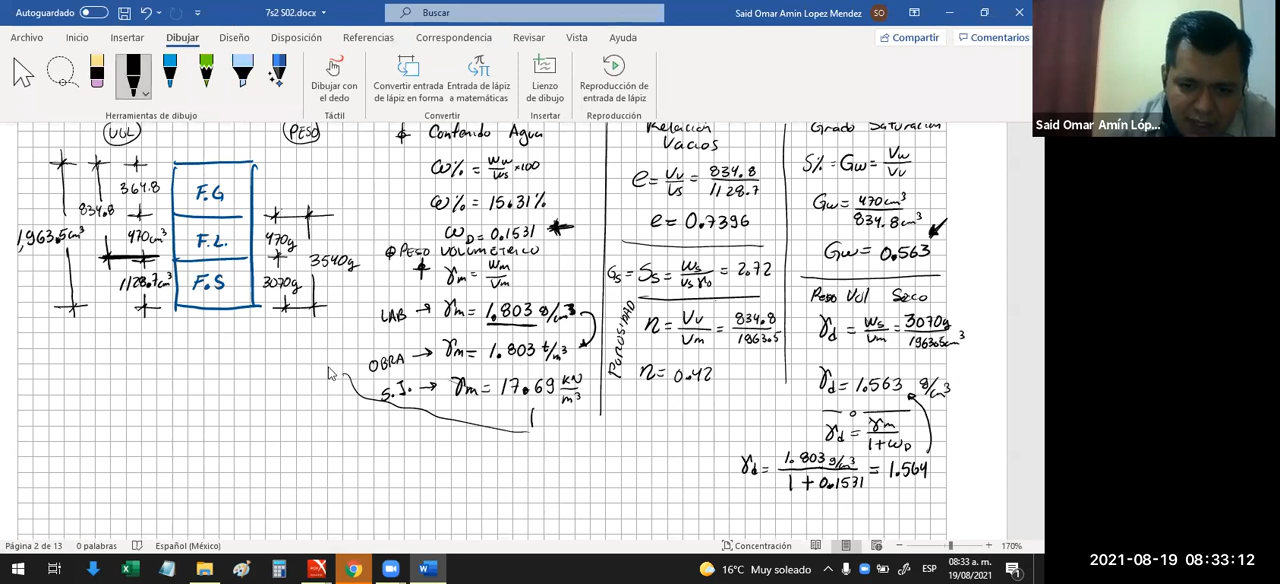 Autoguardado
7s2 S02.docx
Buscar
Said Omar Amin Lopez Mendez
SO
Archivo Inicio Insertar Dibujar Diseño Disposición Referencias Correspondencia Revisar Vista Ayuda
Compartir
Comentarios
Dibujar con el dedo
Convertir entrada de lápiz en forma
Entrada de lápiz a matemáticas
Lienzo de dibujo
Reproducción de entrada de lápiz
Herramientas de dibujo
Táctil
Convertir
Insertar
Reproducción
Said Omar Amín Lóp...
VOL
PESO
364.8
834.8
1,963.5cm³
470cm³
1128.7cm³
F.G
F.L.
F.S
470g
3540g
3070g
Contenido Agua
ω% = Ww/Ws ×100
ω% = 15.31%
ωD = 0.1531
PESO VOLUMÉTRICO
γm = Wm/Vm
LAB → γm = 1.803 g/cm³
OBRA → γm = 1.803 t/m³
S.I. → γm = 17.69 KN/m³
Relación Vacíos
e = Vv/Vs = 834.8/1128.7
e = 0.7396
Gs = Ss = Ws/Vsγo = 2.72
POROSIDAD
n = Vv/Vm = 834.8/1963.5
n = 0.42
Grado Saturación
S% = Gw = Vw/Vv
Gw = 470cm³/834.8cm³
Gw = 0.563
Peso Vol Seco
γd = Ws/Vm = 3070g/1963.5cm³
γd = 1.563 g/cm³
o
γd = γm/1+ωD
γd = 1.803 g/cm³/1 + 0.1531 = 1.564
Página 2 de 13
0 palabras
Español (México)
Concentración
170%
16°C Muy soleado
ESP
08:33 a. m.
19/08/2021
2021-08-19 08:33:12